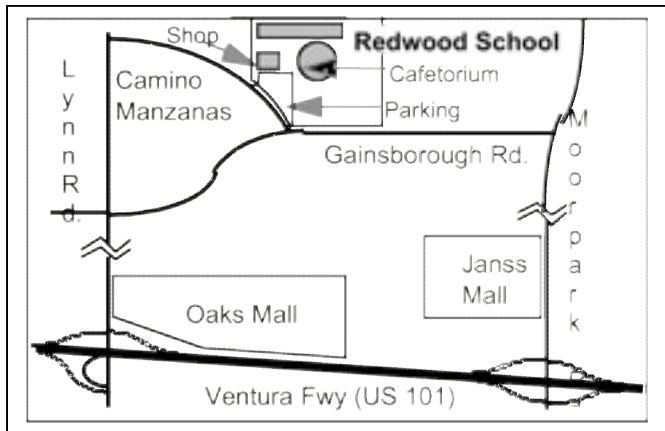 Redwood School
Shop
Cafetorium
Camino
Manzanas
Parking
Lynn Rd.
Gainsborough Rd.
Moorpark
Janss
Mall
Oaks Mall
Ventura Fwy (US 101)